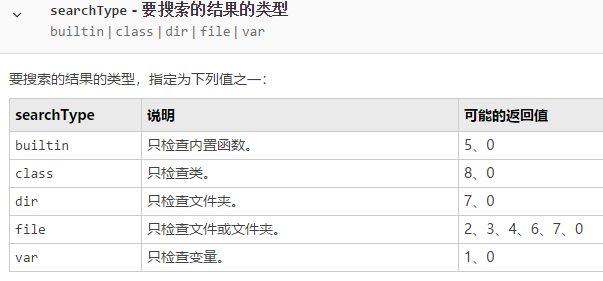 searchType - 要搜索的结果的类型
builtin | class | dir | file | var
要搜索的结果的类型，指定为下列值之一：
searchType 说明 可能的返回值
builtin 只检查内置函数。 5、0
class 只检查类。 8、0
dir 只检查文件夹。 7、0
file 只检查文件或文件夹。 2、3、4、6、7、0
var 只检查变量。 1、0